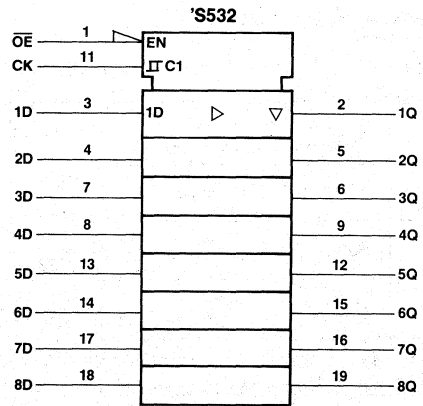 'S532
OE 1 EN
CK 11 C1
1D 3 1D 2 1Q
2D 4 5 2Q
3D 7 6 3Q
4D 8 9 4Q
5D 13 12 5Q
6D 14 15 6Q
7D 17 16 7Q
8D 18 19 8Q